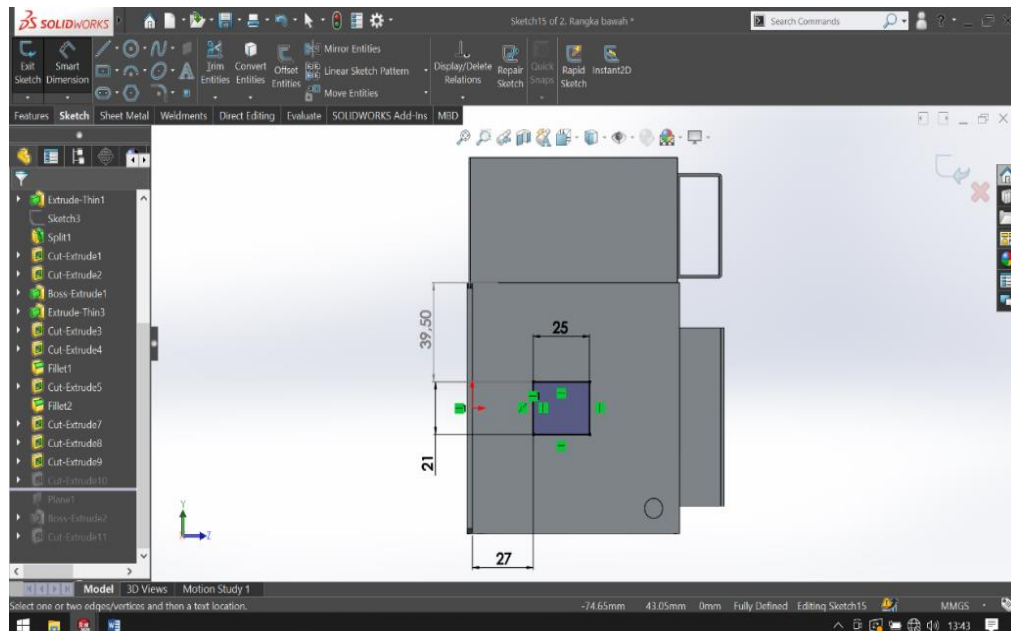 SOLIDWORKS
Sketch15 of 2. Rangka bawah *
Search Commands
Exit Sketch
Smart Dimension
Trim Entities
Convert Entities
Offset Entities
Mirror Entities
Linear Sketch Pattern
Move Entities
Display/Delete Relations
Repair Sketch
Quick Snaps
Rapid Sketch
Instant2D
Features Sketch Sheet Metal Weldments Direct Editing Evaluate SOLIDWORKS Add-Ins MBD
Extrude-Thin1
Sketch3
Split1
Cut-Extrude1
Cut-Extrude2
Boss-Extrude1
Extrude-Thin3
Cut-Extrude3
Cut-Extrude4
Fillet1
Cut-Extrude5
Fillet2
Cut-Extrude7
Cut-Extrude8
Cut-Extrude9
Cut-Extrude10
Plane1
Boss-Extrude2
Cut-Extrude11
39,50
25
21
27
Y
Z
Model 3D Views Motion Study 1
Select one or two edges/vertices and then a text location.
-74.65mm 43.05mm 0mm Fully Defined Editing Sketch15 MMGS
13:43